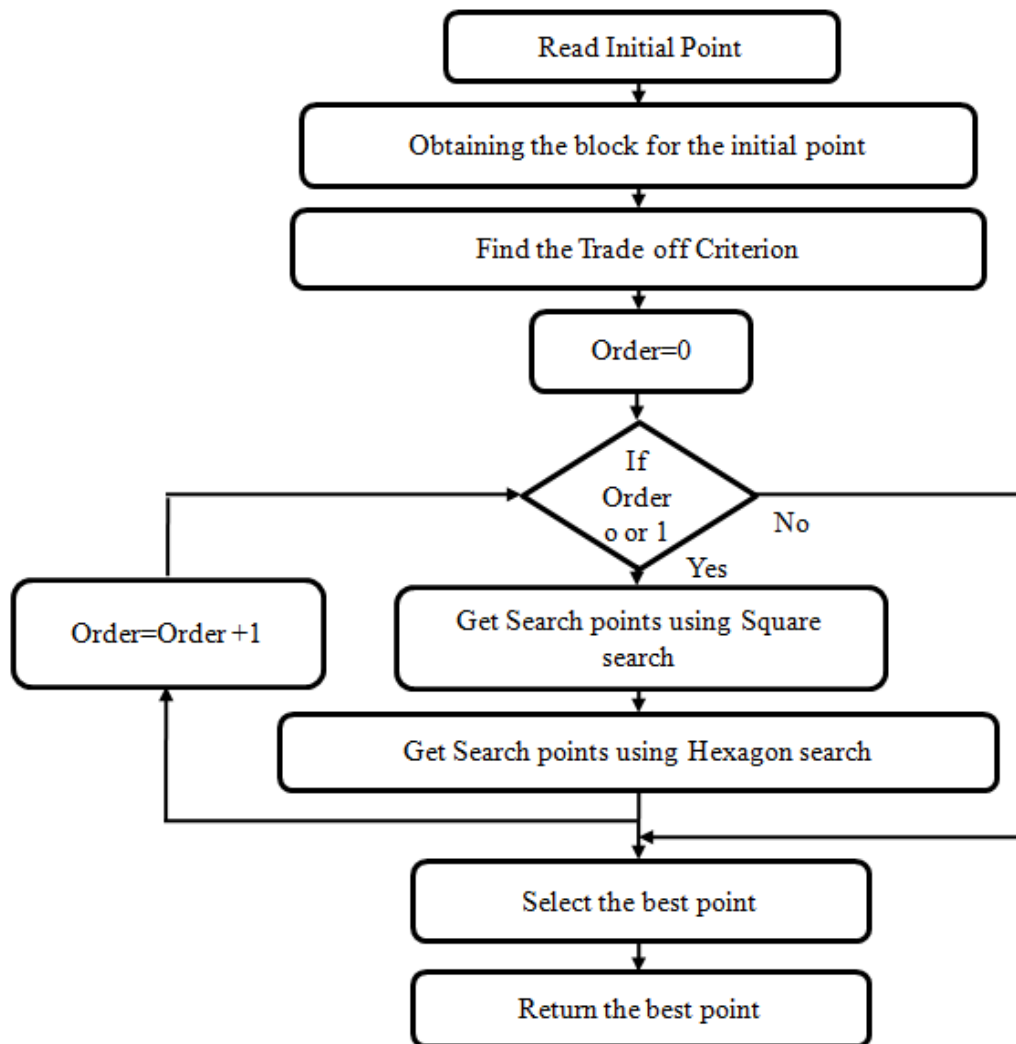 Read Initial Point
Obtaining the block for the initial point
Find the Trade off Criterion
Order=0
If
Order
o or 1
No
Yes
Order=Order +1
Get Search points using Square
search
Get Search points using Hexagon search
Select the best point
Return the best point